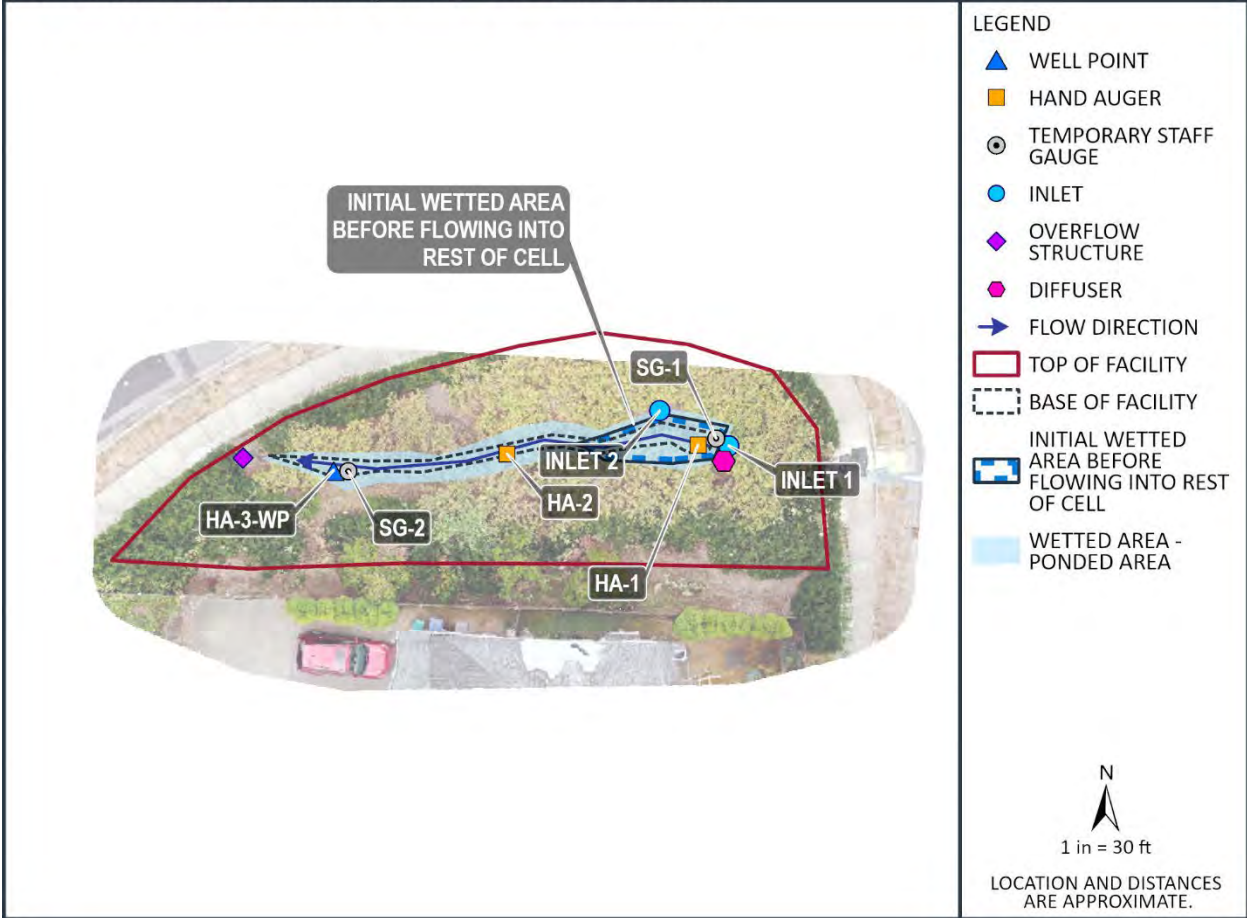 INITIAL WETTED AREA
BEFORE FLOWING INTO
REST OF CELL
SG-1
INLET 2
INLET 1
HA-2
HA-3-WP
SG-2
HA-1
LEGEND
WELL POINT
HAND AUGER
TEMPORARY STAFF
GAUGE
INLET
OVERFLOW
STRUCTURE
DIFFUSER
FLOW DIRECTION
TOP OF FACILITY
BASE OF FACILITY
INITIAL WETTED
AREA BEFORE
FLOWING INTO REST
OF CELL
WETTED AREA -
PONDED AREA
N
1 in = 30 ft
LOCATION AND DISTANCES
ARE APPROXIMATE.